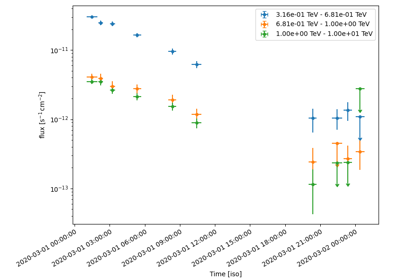 3.16e-01 TeV - 6.81e-01 TeV
6.81e-01 TeV - 1.00e+00 TeV
1.00e+00 TeV - 1.00e+01 TeV
10⁻¹¹
10⁻¹²
10⁻¹³
flux [s⁻¹ cm⁻²]
2020-03-01 00:00:00
2020-03-01 03:00:00
2020-03-01 06:00:00
2020-03-01 09:00:00
2020-03-01 12:00:00
2020-03-01 15:00:00
2020-03-01 18:00:00
2020-03-01 21:00:00
2020-03-02 00:00:00
Time [iso]